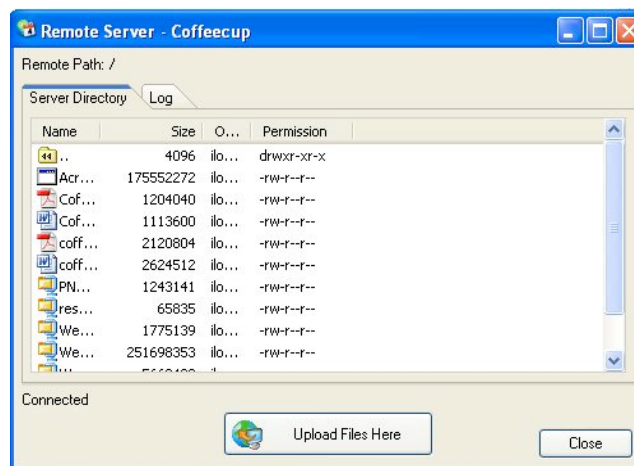 Remote Server - Coffeecup
Remote Path: /
Server Directory Log
Name Size O... Permission
.. 4096 ilo... drwxr-xr-x
Acr... 175552272 ilo... -rw-r--r--
Cof... 1204040 ilo... -rw-r--r--
Cof... 1113600 ilo... -rw-r--r--
coff... 2120804 ilo... -rw-r--r--
coff... 2624512 ilo... -rw-r--r--
PN... 1243141 ilo... -rw-r--r--
res... 65835 ilo... -rw-r--r--
We... 1775139 ilo... -rw-r--r--
We... 251698353 ilo... -rw-r--r--
Connected
Upload Files Here
Close